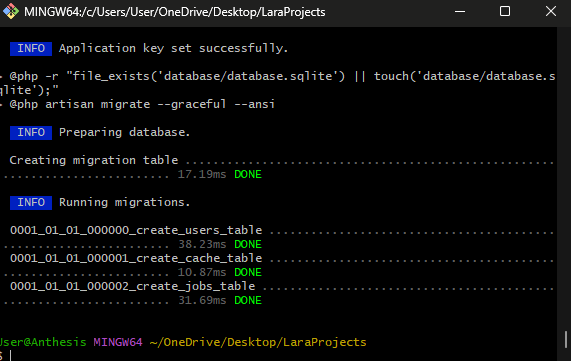 MINGW64:/c/Users/User/OneDrive/Desktop/LaraProjects
INFO Application key set successfully.
> @php -r "file_exists('database/database.sqlite') || touch('database/database.s
qlite');"
> @php artisan migrate --graceful --ansi
INFO Preparing database.
Creating migration table .....................................................
........................ 17.19ms DONE
INFO Running migrations.
0001_01_01_000000_create_users_table .........................................
........................ 38.23ms DONE
0001_01_01_000001_create_cache_table .........................................
........................ 10.87ms DONE
0001_01_01_000002_create_jobs_table ..........................................
........................ 31.69ms DONE
User@Anthesis MINGW64 ~/OneDrive/Desktop/LaraProjects
$